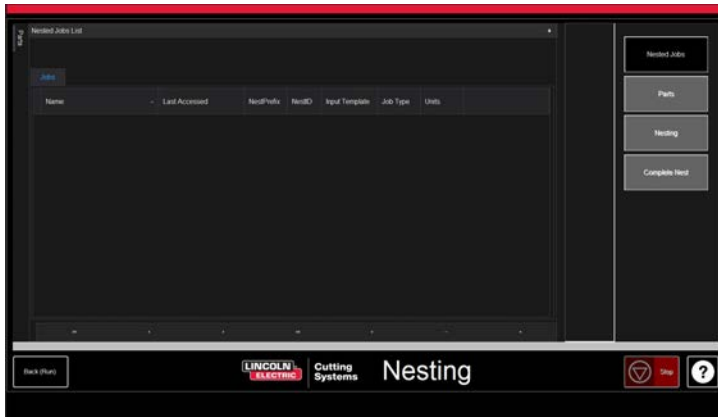 Parts
Nested Jobs List
Jobs
Name Last Accessed NestPrefix NestID Input Template Job Type Units
Nested Jobs
Parts
Nesting
Complete Nest
Back (Run)
LINCOLN ELECTRIC
Cutting Systems
Nesting
Stop
?